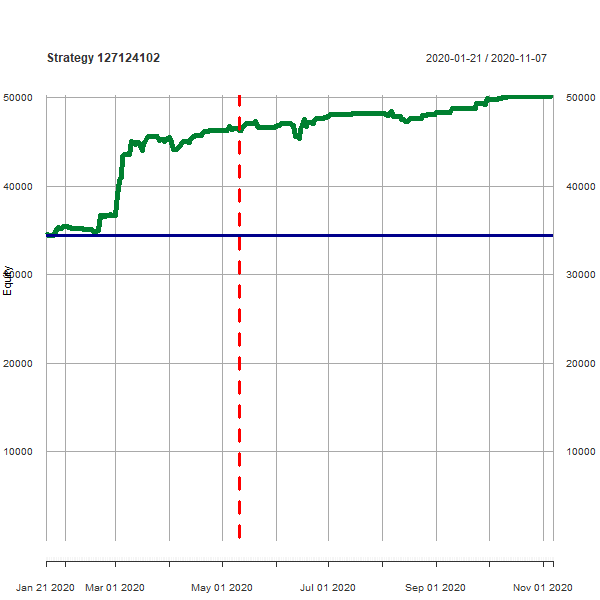 Strategy 127124102
2020-01-21 / 2020-11-07
50000
50000
40000
40000
Equity
30000
30000
20000
20000
10000
10000
Jan 21 2020
Mar 01 2020
May 01 2020
Jul 01 2020
Sep 01 2020
Nov 01 2020